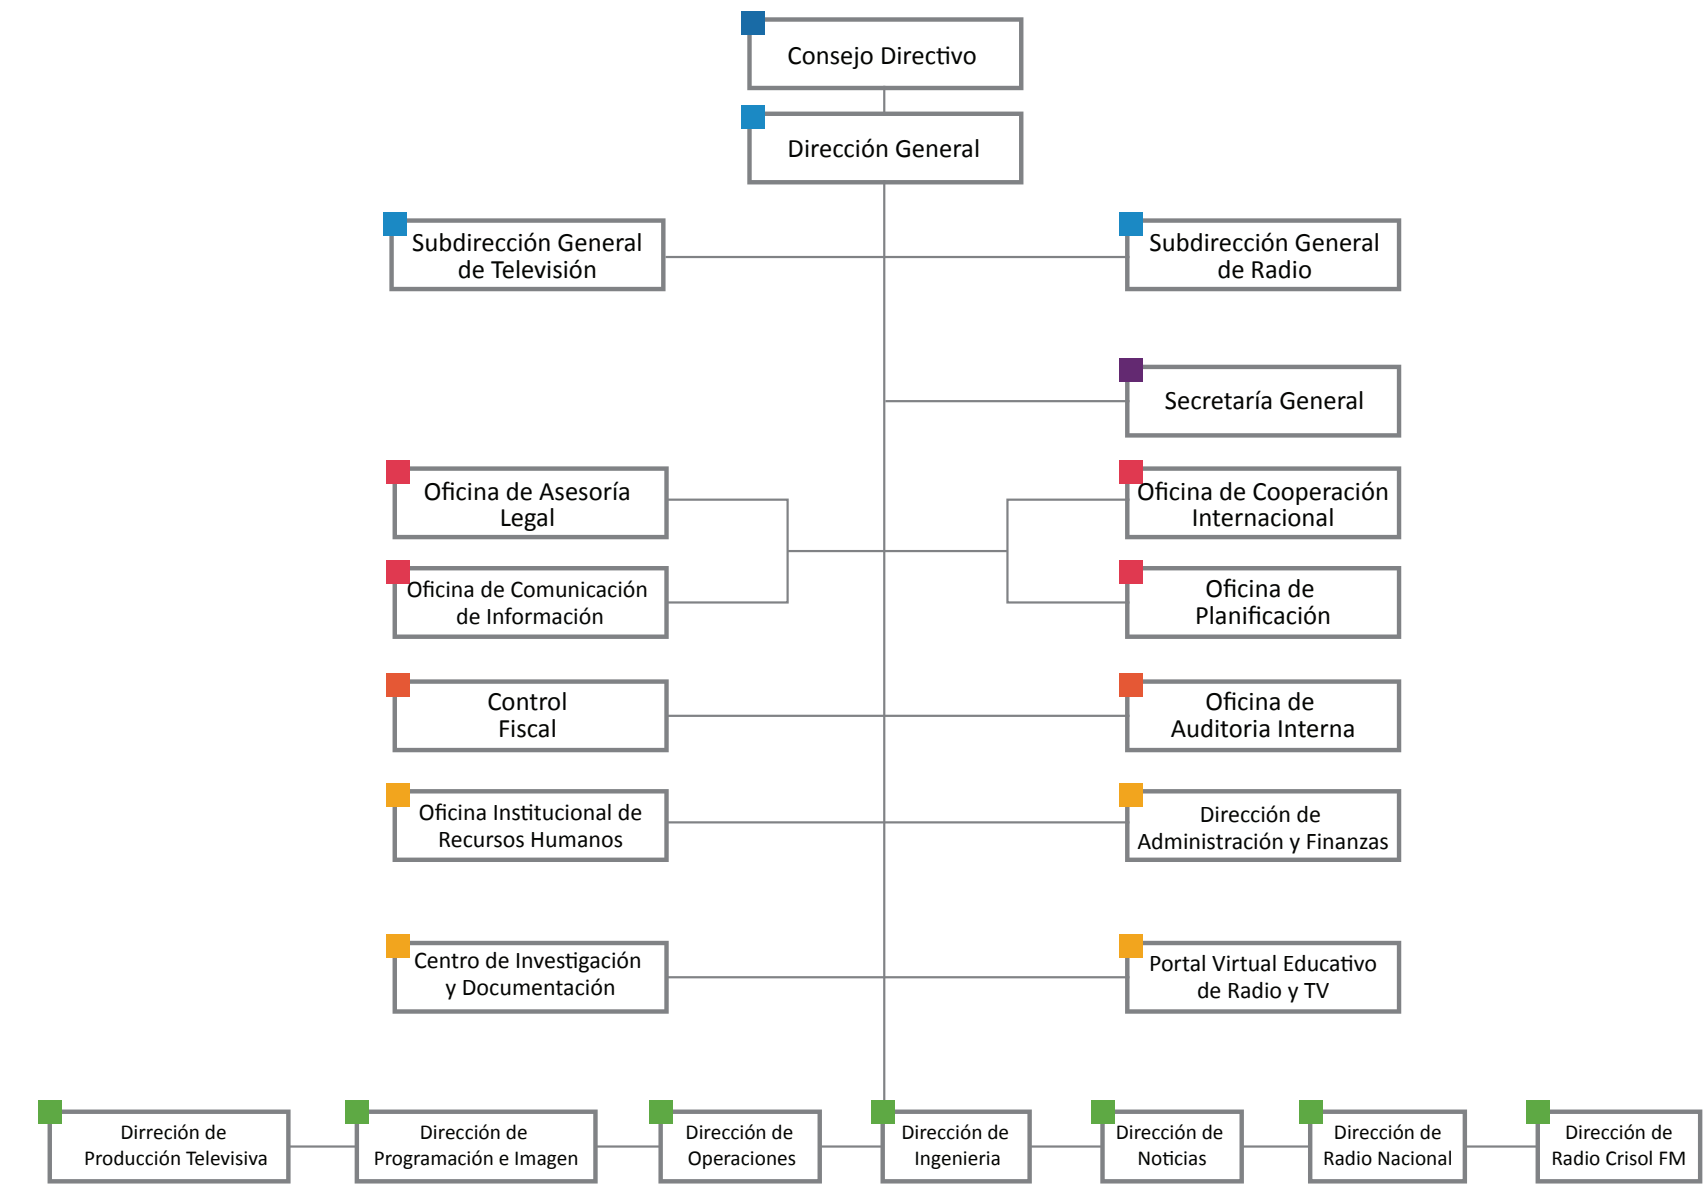 Consejo Directivo
Dirección General
Subdirección General
de Televisión
Subdirección General
de Radio
Secretaría General
Oficina de Asesoría
Legal
Oficina de Cooperación
Internacional
Oficina de Comunicación
de Información
Oficina de
Planificación
Control
Fiscal
Oficina de
Auditoria Interna
Oficina Institucional de
Recursos Humanos
Dirección de
Administración y Finanzas
Centro de Investigación
y Documentación
Portal Virtual Educativo
de Radio y TV
Dirreción de
Producción Televisiva
Dirección de
Programación e Imagen
Dirección de
Operaciones
Dirección de
Ingenieria
Dirección de
Noticias
Dirección de
Radio Nacional
Dirección de
Radio Crisol FM